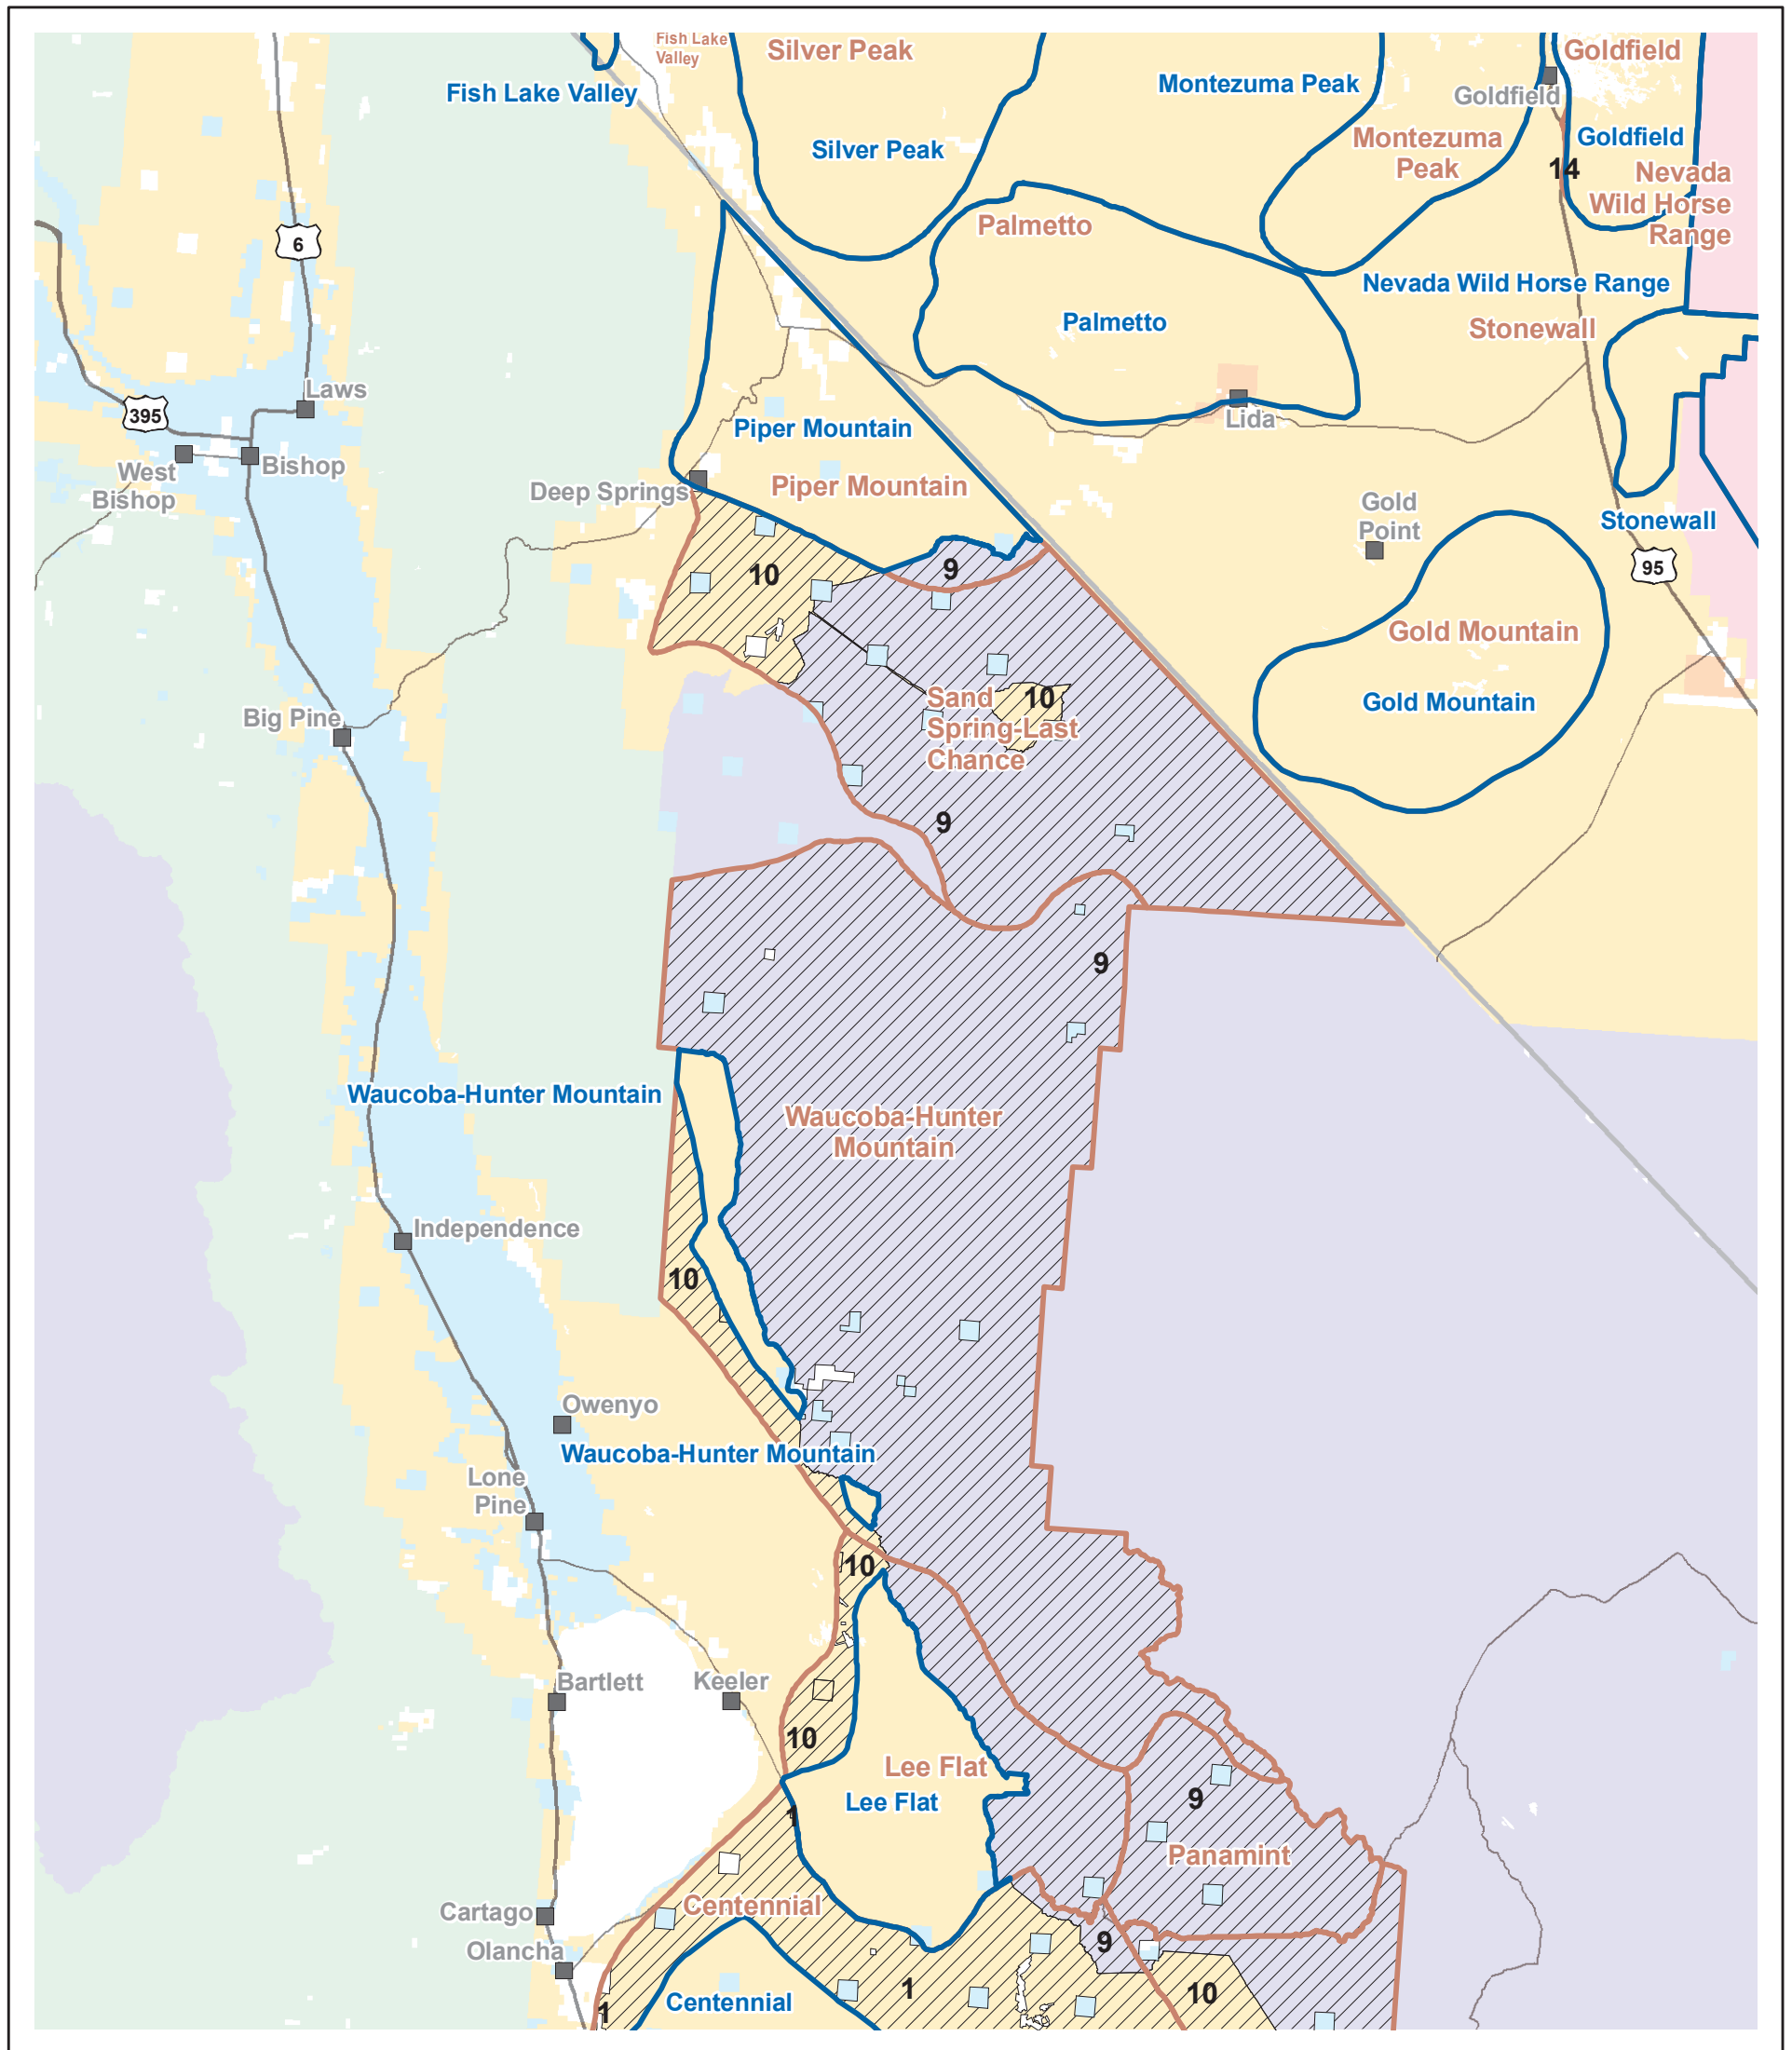 Fish Lake
Valley
Silver Peak
Goldfield
Fish Lake Valley
Montezuma Peak
Goldfield
Silver Peak
Montezuma
Peak
Goldfield
14
Nevada
Wild Horse
Range
Palmetto
6
Nevada Wild Horse Range
Palmetto
Stonewall
Laws
395
Piper Mountain
Lida
West
Bishop
Bishop
Deep Springs
Piper Mountain
Gold
Point
Stonewall
10
9
95
Gold Mountain
Sand
Spring-Last
Chance
10
Gold Mountain
Big Pine
9
9
Waucoba-Hunter Mountain
Waucoba-Hunter
Mountain
Independence
10
Owenyo
Waucoba-Hunter Mountain
Lone
Pine
10
Bartlett
Keeler
10
Lee Flat
Lee Flat
9
1
Panamint
Centennial
Cartago
Olancha
9
Centennial
1
10
1